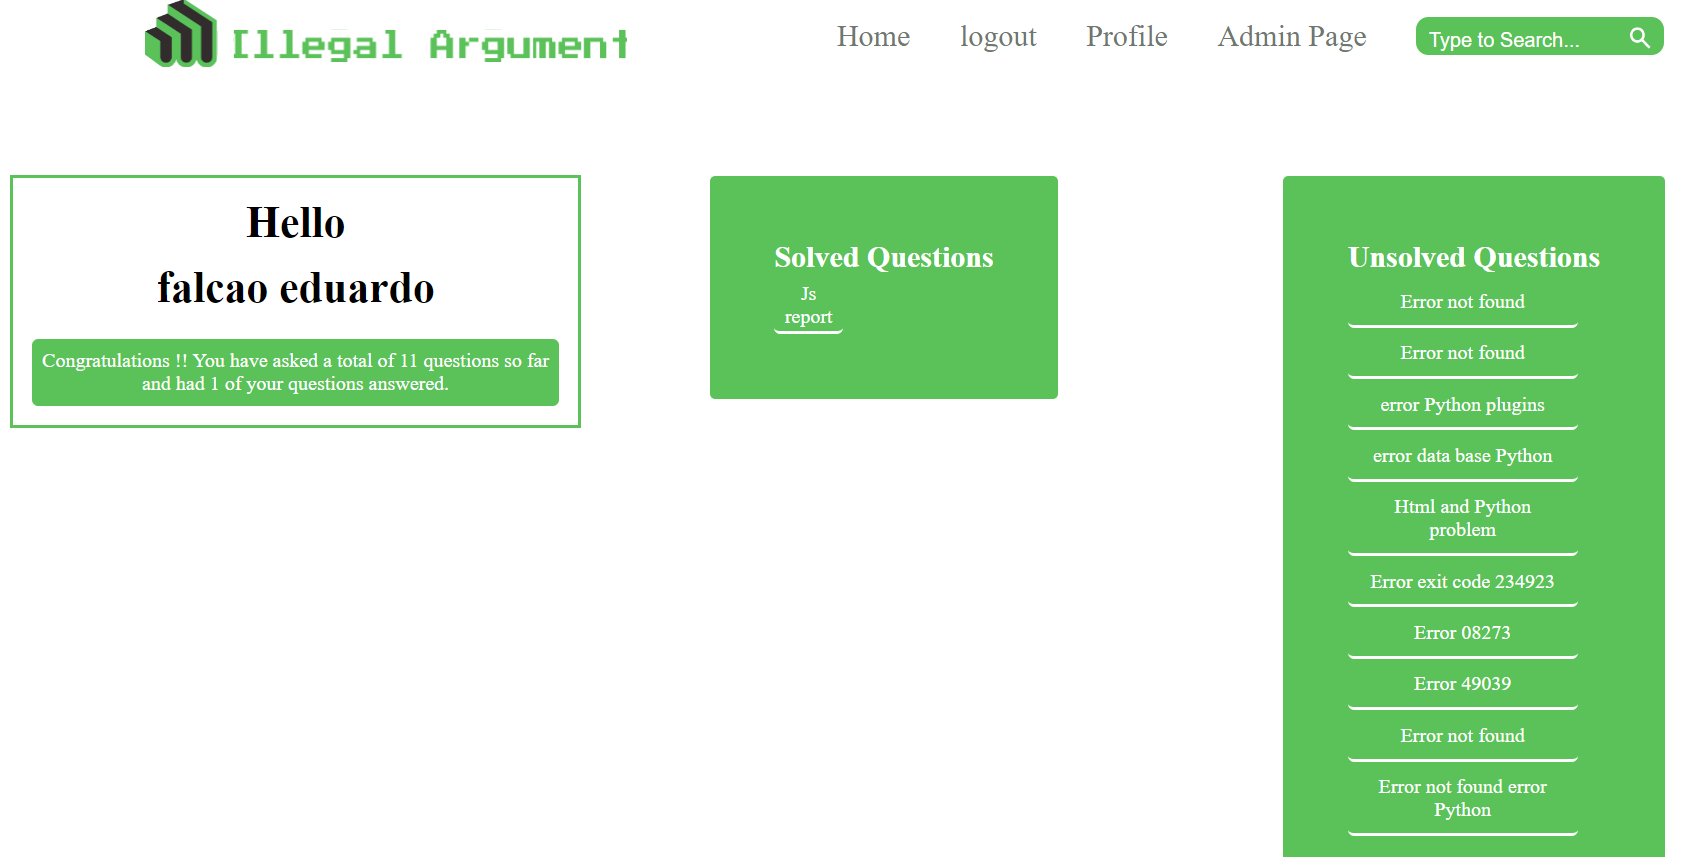 Illegal Argument
Home logout Profile Admin Page Type to Search...
Hello
falcao eduardo
Congratulations !! You have asked a total of 11 questions so far
and had 1 of your questions answered.
Solved Questions
Js
report
Unsolved Questions
Error not found
Error not found
error Python plugins
error data base Python
Html and Python
problem
Error exit code 234923
Error 08273
Error 49039
Error not found
Error not found error
Python